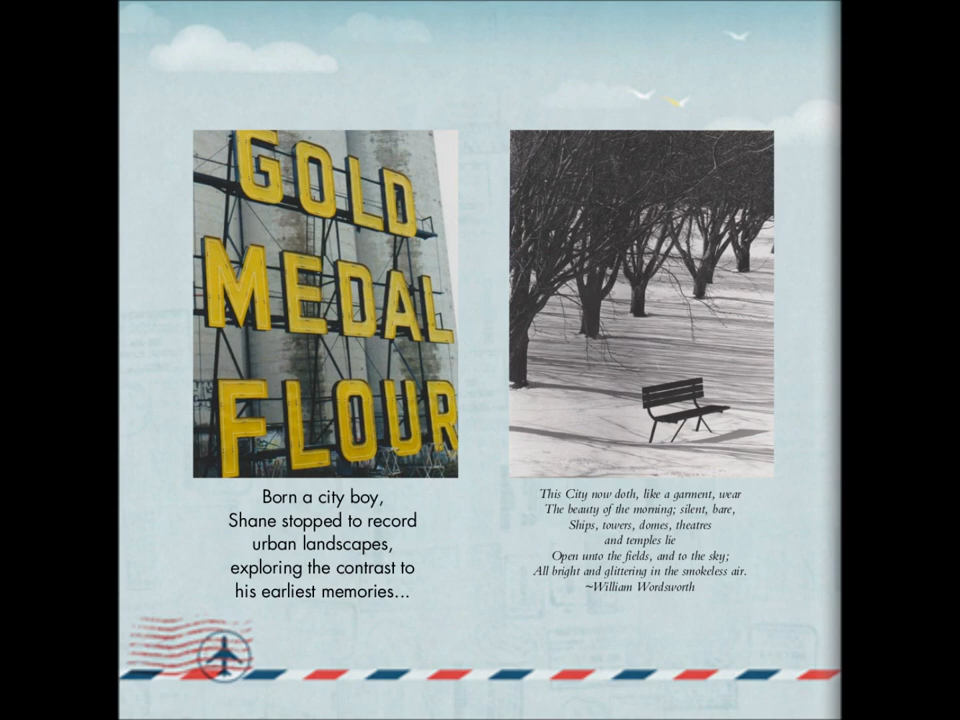 GOLD
MEDAL
FLOUR
Born a city boy,
Shane stopped to record
urban landscapes,
exploring the contrast to
his earliest memories...
This City now doth, like a garment, wear
The beauty of the morning; silent, bare,
Ships, towers, domes, theatres
and temples lie
Open unto the fields, and to the sky;
All bright and glittering in the smokeless air.
~William Wordsworth